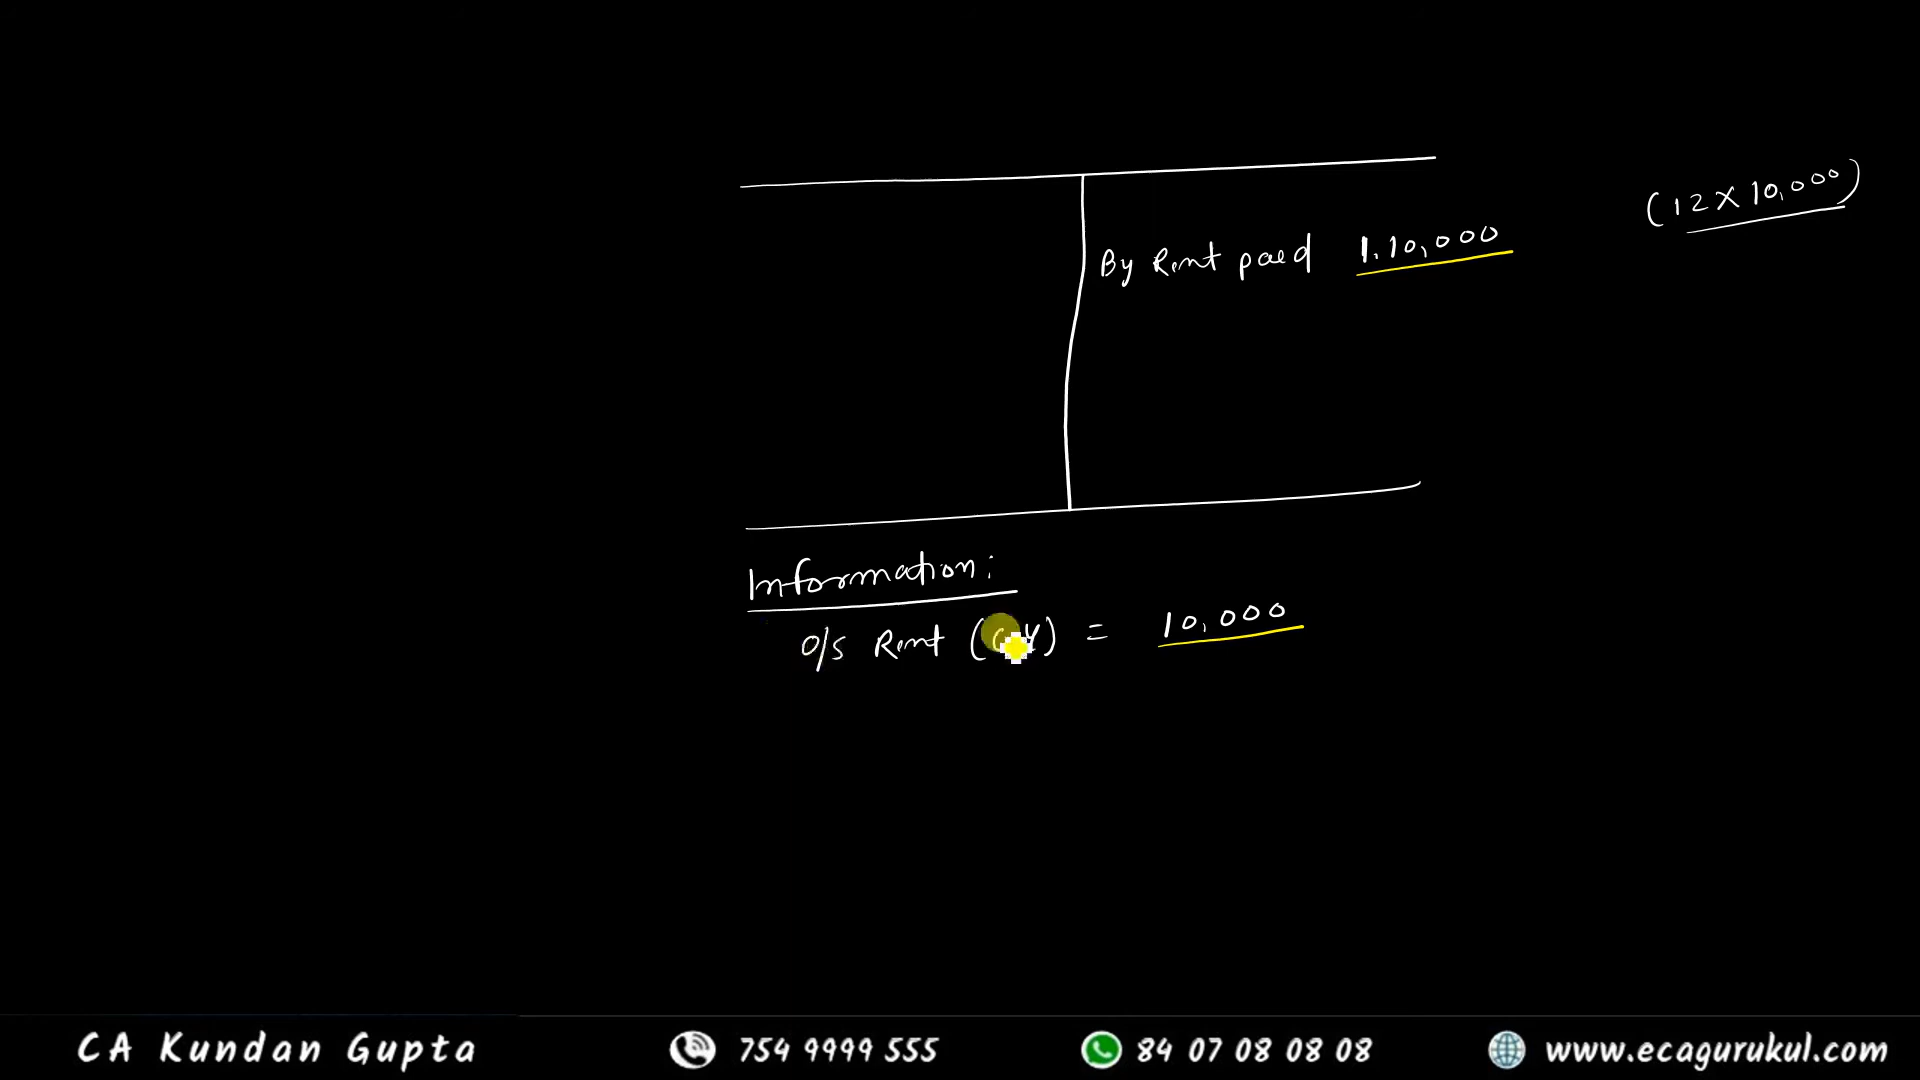 (12 X 10,000)
By Rent paid 1,10,000
Information:
O/S Rent (C.Y) = 10,000
CA Kundan Gupta 754 9999 555 84 07 08 08 08 www.ecagurukul.com